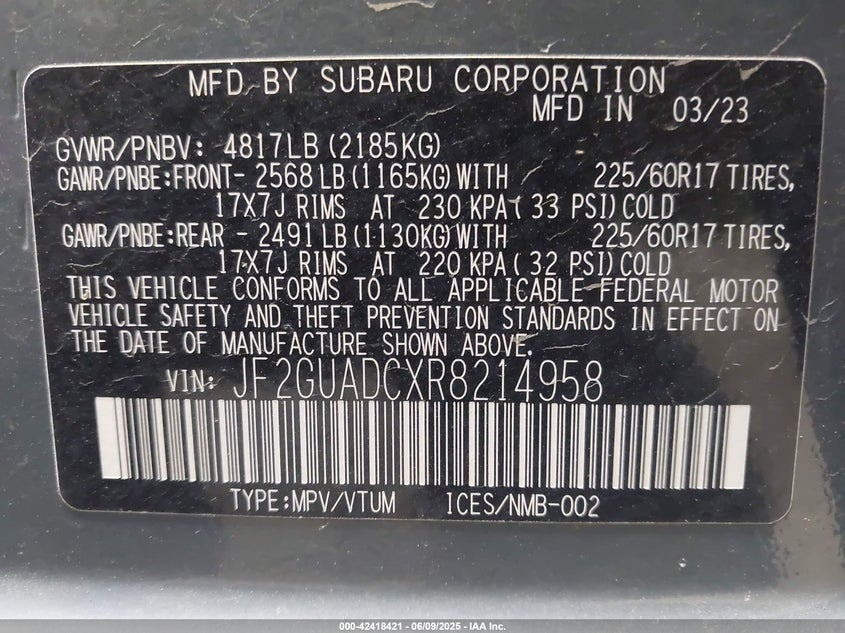 MFD BY SUBARU CORPORATION
MFD IN 03/23
GVWR/PNBV: 4817LB (2185KG)
GAWR/PNBE:FRONT- 2568 LB (1165KG) WITH 225/60R17 TIRES,
17X7J RIMS AT 230 KPA ( 33 PSI) COLD
GAWR/PNBE:REAR - 2491 LB (1130KG) WITH 225/60R17 TIRES,
17X7J RIMS AT 220 KPA ( 32 PSI) COLD
THIS VEHICLE CONFORMS TO ALL APPLICABLE FEDERAL MOTOR
VEHICLE SAFETY AND THEFT PREVENTION STANDARDS IN EFFECT ON
THE DATE OF MANUFACTURE SHOWN ABOVE.
VIN: JF2GUADCXR8214958
TYPE:MPV/VTUM ICES/NMB-002
000-42418421 - 06/09/2025 - IAA Inc.